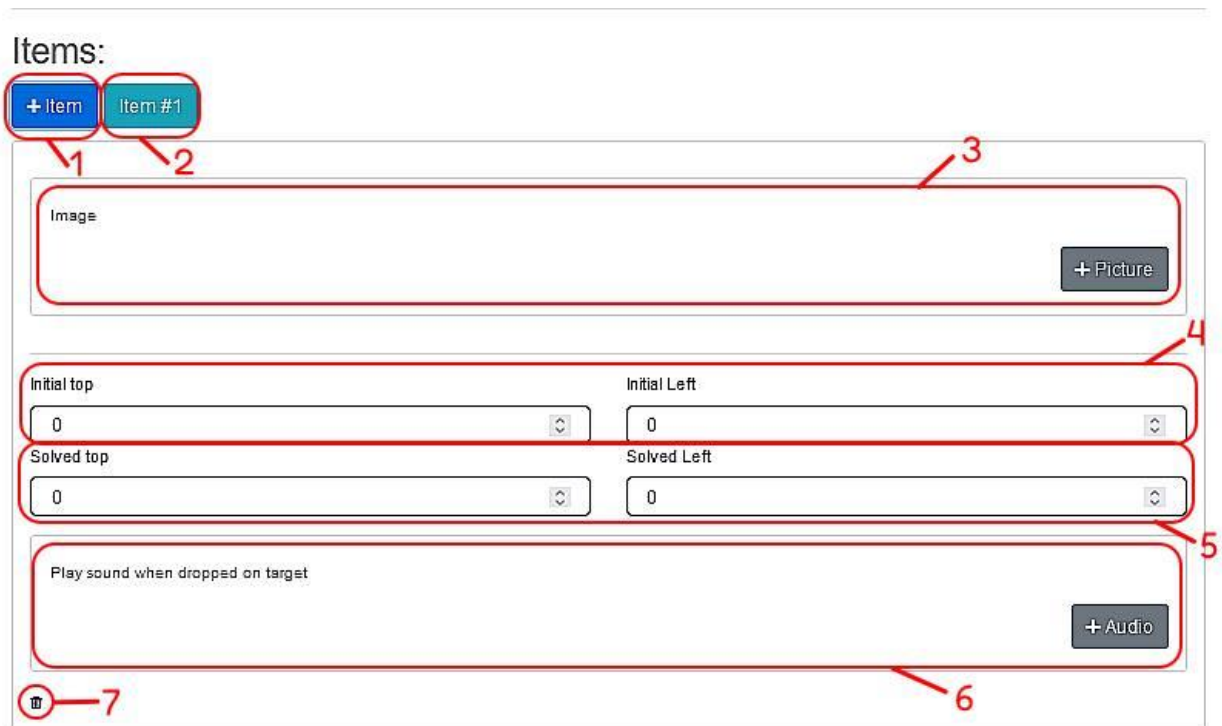 Items:
+ Item Item #1
1 2 3
Image
+ Picture
4
Initial top Initial Left
0 0
Solved top Solved Left
0 0
5
Play sound when dropped on target
+ Audio
7 6